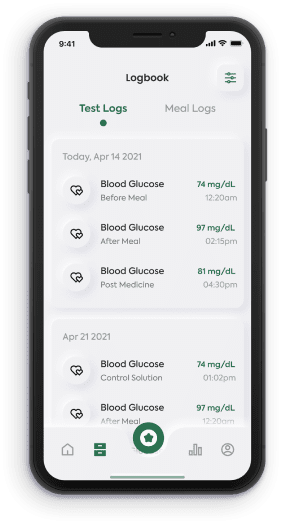 9:41
Logbook
Test Logs Meal Logs
Today, Apr 14 2021
Blood Glucose 74 mg/dL
Before Meal 12:20am
Blood Glucose 97 mg/dL
After Meal 02:15pm
Blood Glucose 81 mg/dL
Post Medicine 04:30pm
Apr 21 2021
Blood Glucose 74 mg/dL
Control Solution 01:02pm
Blood Glucose 97 mg/dL
After Meal 12:20am